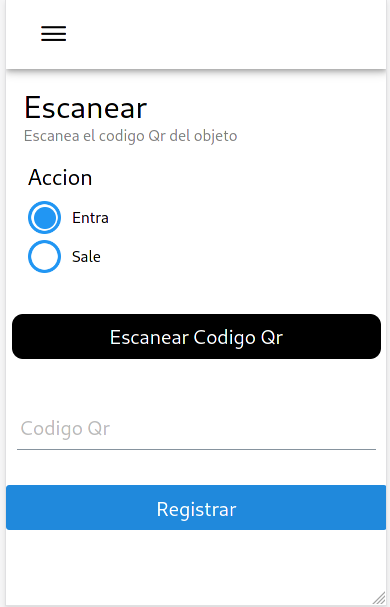 Escanear
Escanea el codigo Qr del objeto
Accion
Entra
Sale
Escanear Codigo Qr
Codigo Qr
Registrar